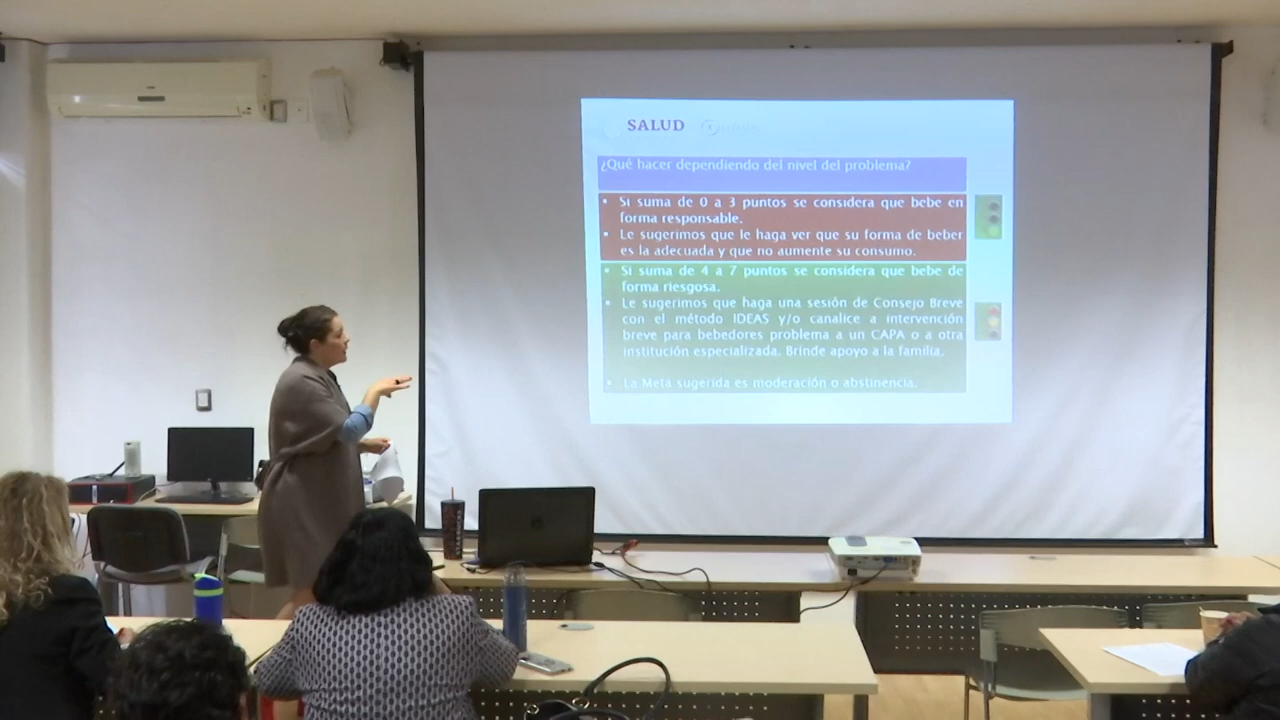 SALUD
¿Qué hacer dependiendo del nivel del problema?
• Si suma de 0 a 3 puntos se considera que bebe en
forma responsable.
• Le sugerimos que le haga ver que su forma de beber
es la adecuada y que no aumente su consumo.
• Si suma de 4 a 7 puntos se considera que bebe de
forma riesgosa.
• Le sugerimos que haga una sesión de Consejo Breve
con el método IDEAS y/o canalice a intervención
breve para bebedores problema a un CAPA o a otra
institución especializada. Brinde apoyo a la familia.
• La Meta sugerida es moderación o abstinencia.